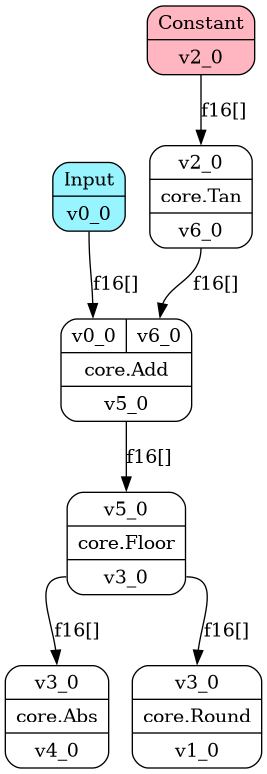 Constant
v2_0
f16[]
v2_0
core.Tan
v6_0
Input
v0_0
f16[]
f16[]
v0_0 v6_0
core.Add
v5_0
f16[]
v5_0
core.Floor
v3_0
f16[]
f16[]
v3_0
core.Abs
v4_0
v3_0
core.Round
v1_0